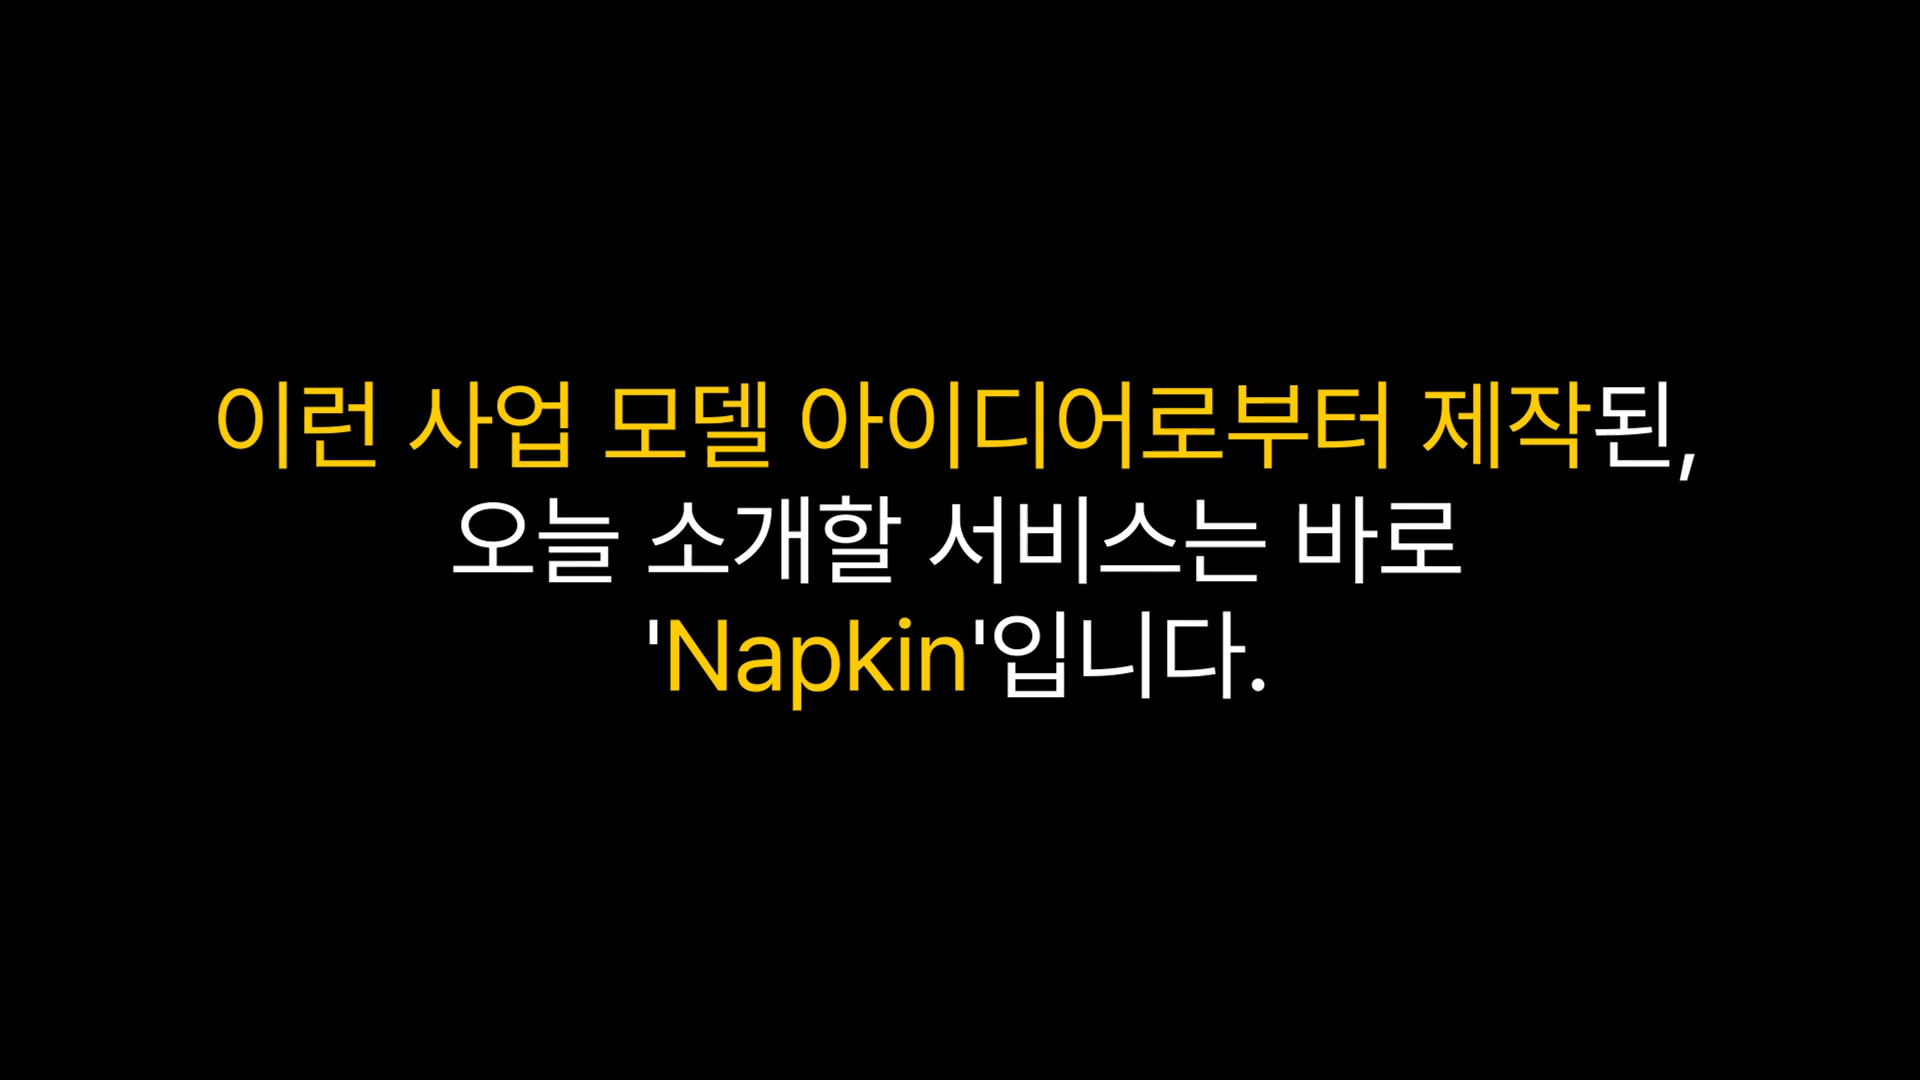 이런 사업 모델 아이디어로부터 제작된,
오늘 소개할 서비스는 바로
'Napkin'입니다.